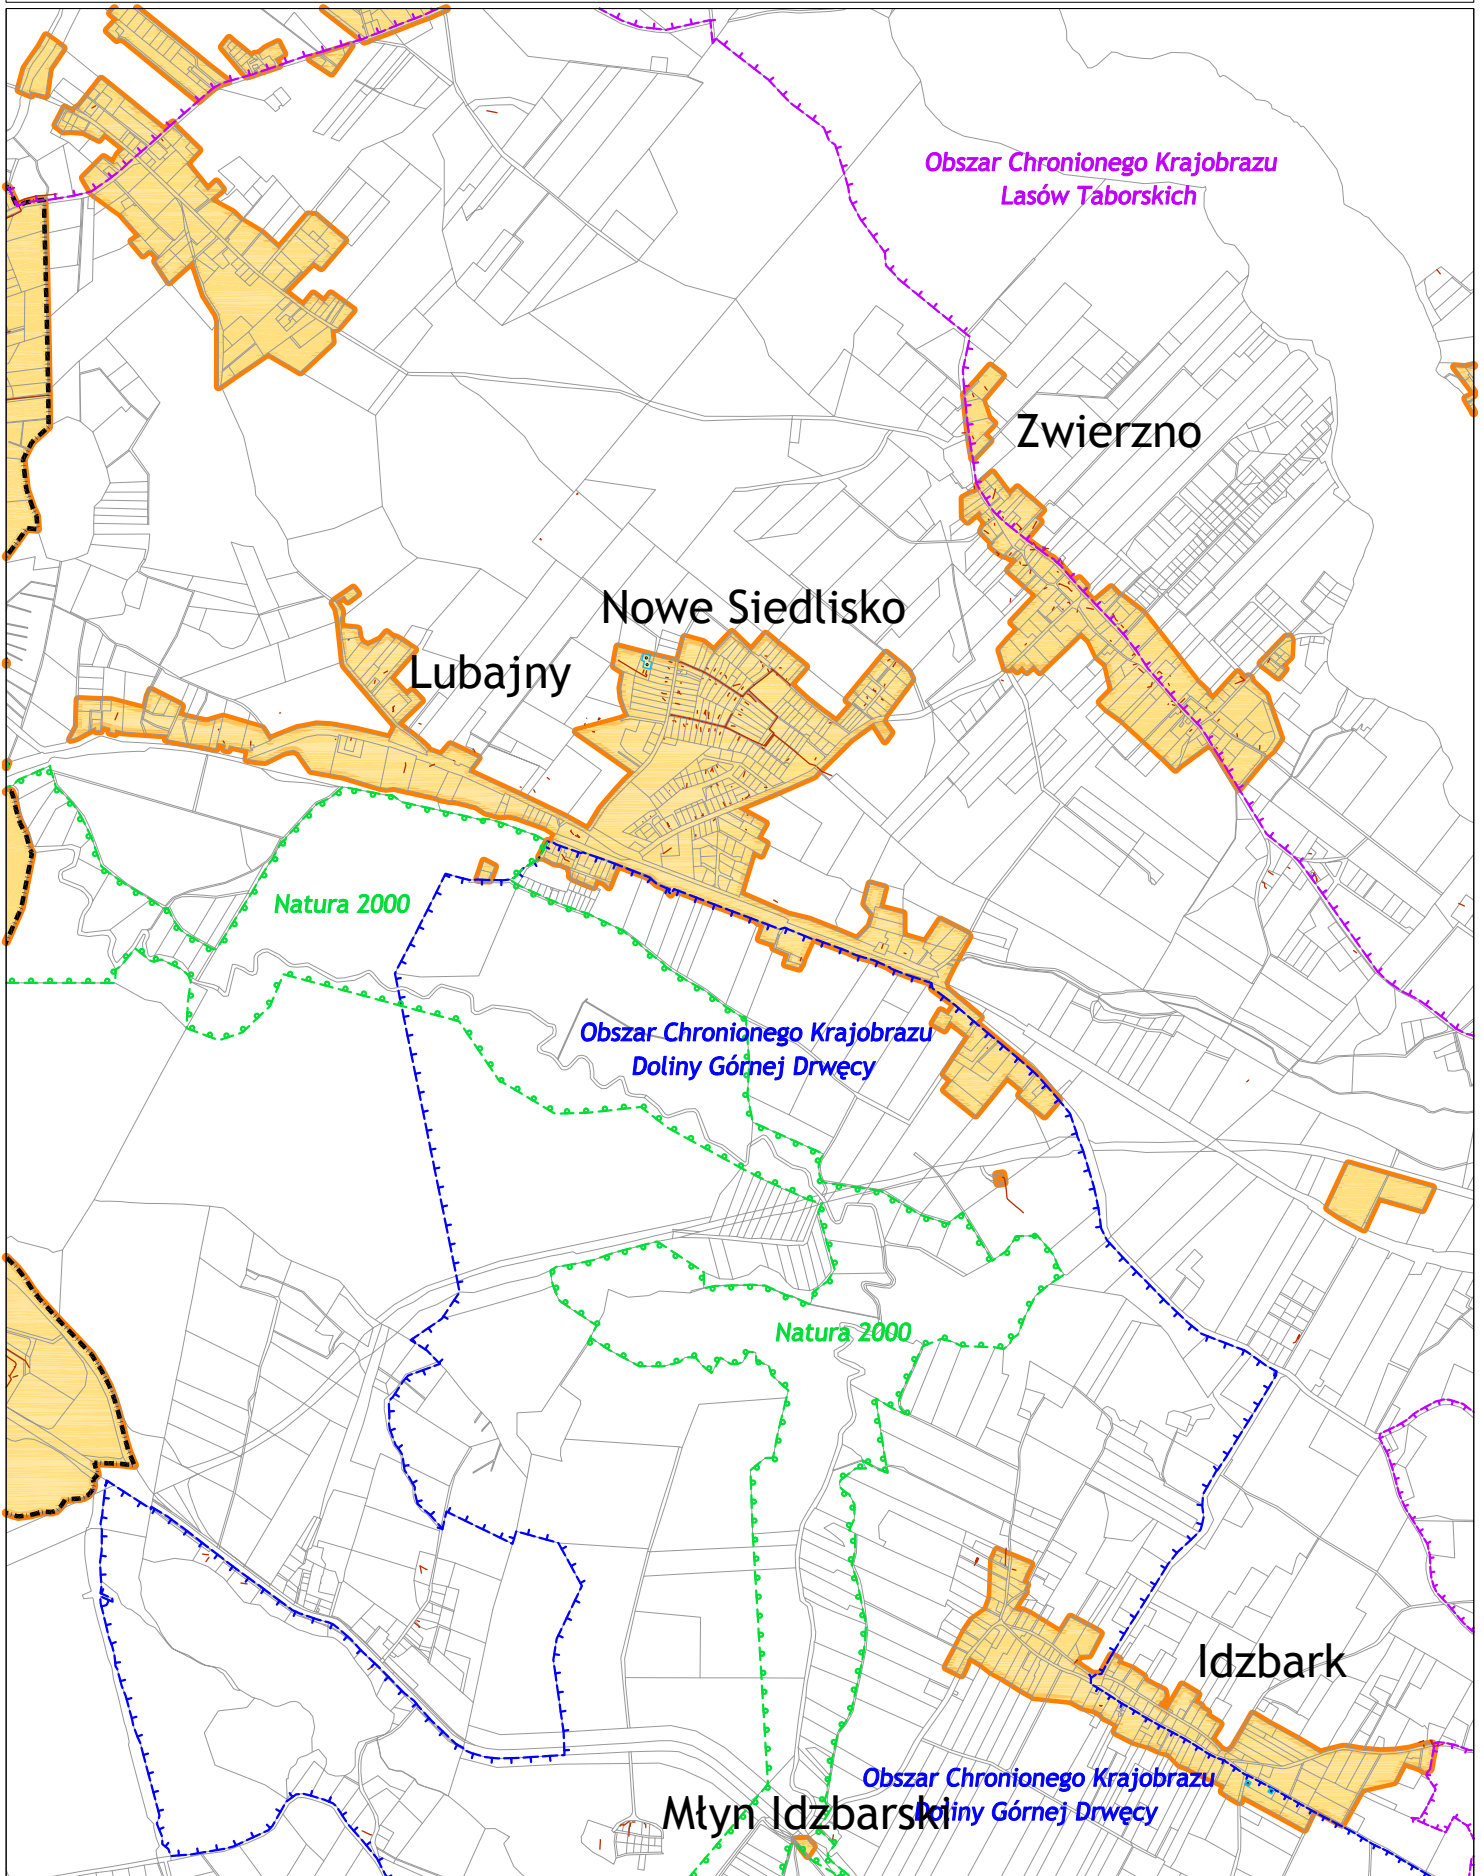 Obszar Chronionego Krajobrazu
Lasów Taborskich
Zwierzno
Nowe Siedlisko
Lubajny
Natura 2000
Obszar Chronionego Krajobrazu
Doliny Górnej Drwęcy
Natura 2000
Idzbark
Obszar Chronionego Krajobrazu
Doliny Górnej Drwęcy
Młyn Idzbarski